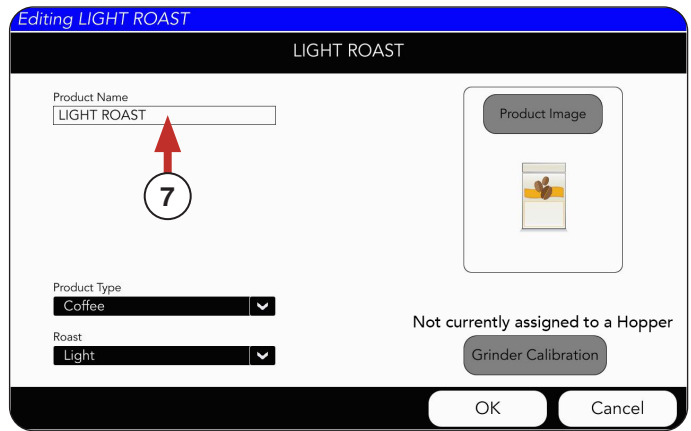 Editing LIGHT ROAST
LIGHT ROAST
Product Name
LIGHT ROAST
7
Product Image
Product Type
Coffee
Roast
Light
Not currently assigned to a Hopper
Grinder Calibration
OK
Cancel